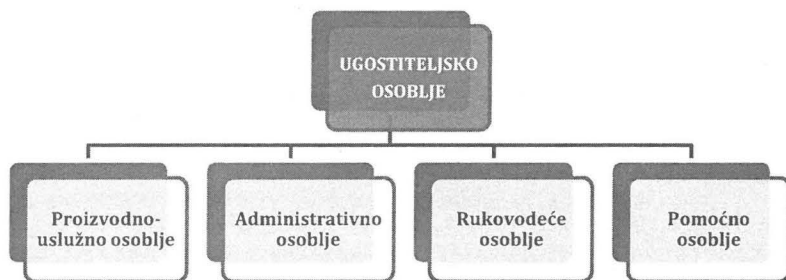 UGOSTITELJSKO
OSOBLJE
Proizvodno-
uslužno osoblje
Administrativno
osoblje
Rukovodeće
osoblje
Pomoćno
osoblje